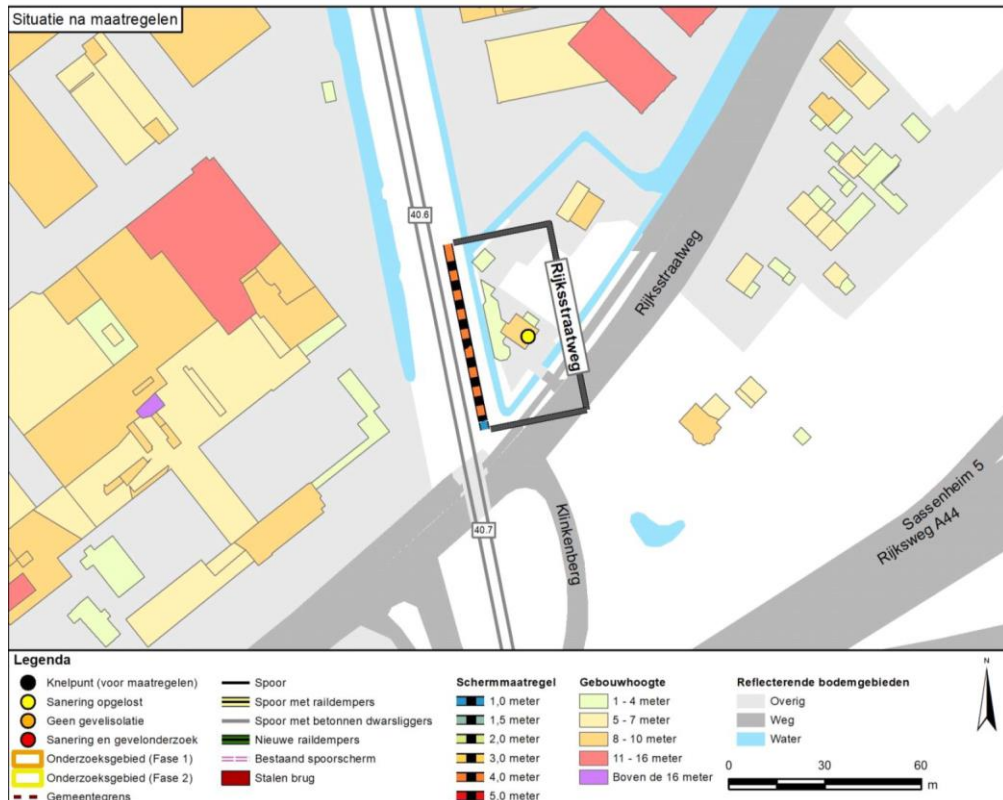 Situatie na maatregelen
40.6
Rijksstraatweg
Rijksstraatweg
40.7
Klinkenberg
Sassenheim 5
Rijksweg A44
Legenda
Knelpunt (voor maatregelen)
Sanering opgelost
Geen gevelisolatie
Sanering en gevelonderzoek
Onderzoeksgebied (Fase 1)
Onderzoeksgebied (Fase 2)
Gemeentegrens
Spoor
Spoor met raildempers
Spoor met betonnen dwarsliggers
Nieuwe raildempers
Bestaand spoorscherm
Stalen brug
Schermmaatregel
1,0 meter
1,5 meter
2,0 meter
3,0 meter
4,0 meter
5,0 meter
Gebouwhoogte
1 - 4 meter
5 - 7 meter
8 - 10 meter
11 - 16 meter
Boven de 16 meter
Reflecterende bodemgebieden
Overig
Weg
Water
N
0 30 60
m